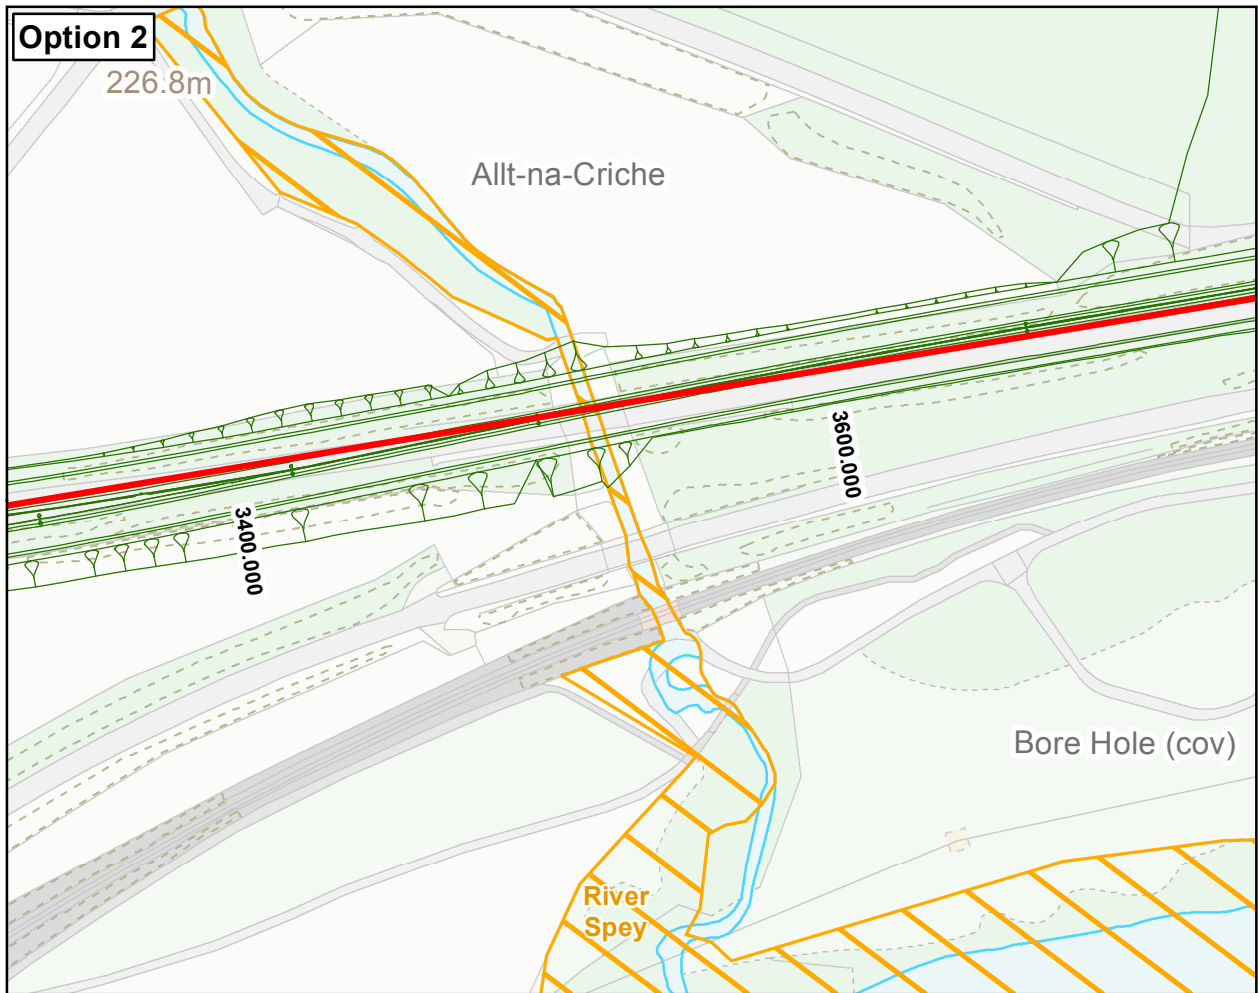 Option 2
226.8m
Allt-na-Criche
3600.000
3400.000
Bore Hole (cov)
River
Spey